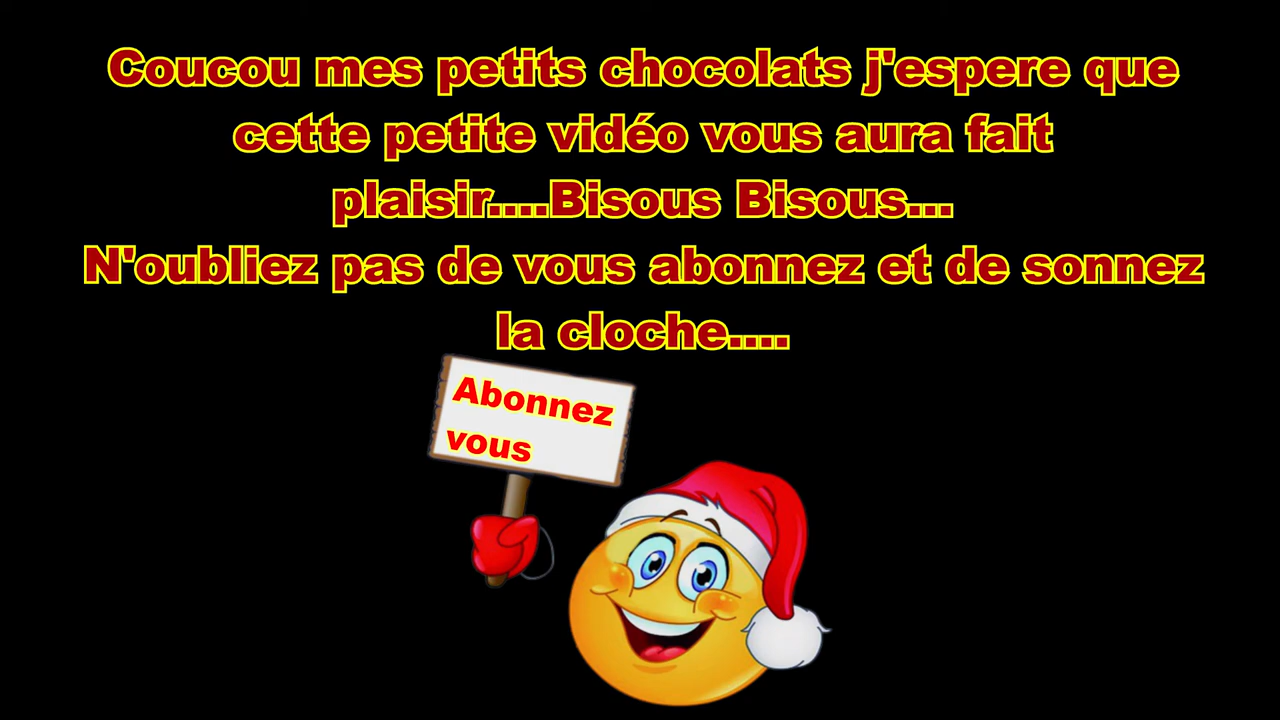 Coucou mes petits chocolats j'espere que
cette petite vidéo vous aura fait
plaisir....Bisous Bisous...
N'oubliez pas de vous abonnez et de sonnez
la cloche....
Abonnez
vous